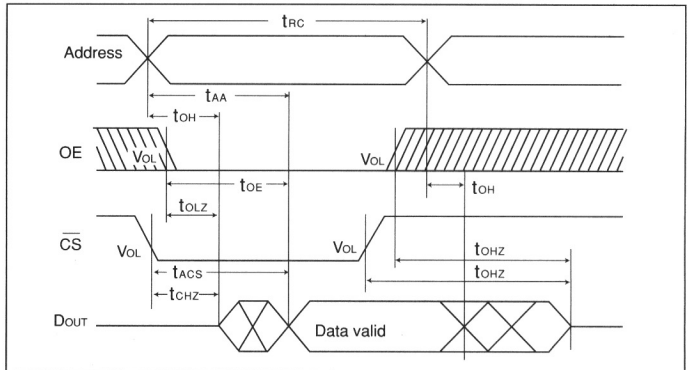 tRC
Address
tAA
tOH
OE
VOL
VOL
tOE
tOH
tOLZ
CS
VOL
VOL
tOHZ
tACS
tOHZ
tCHZ
DOUT
Data valid